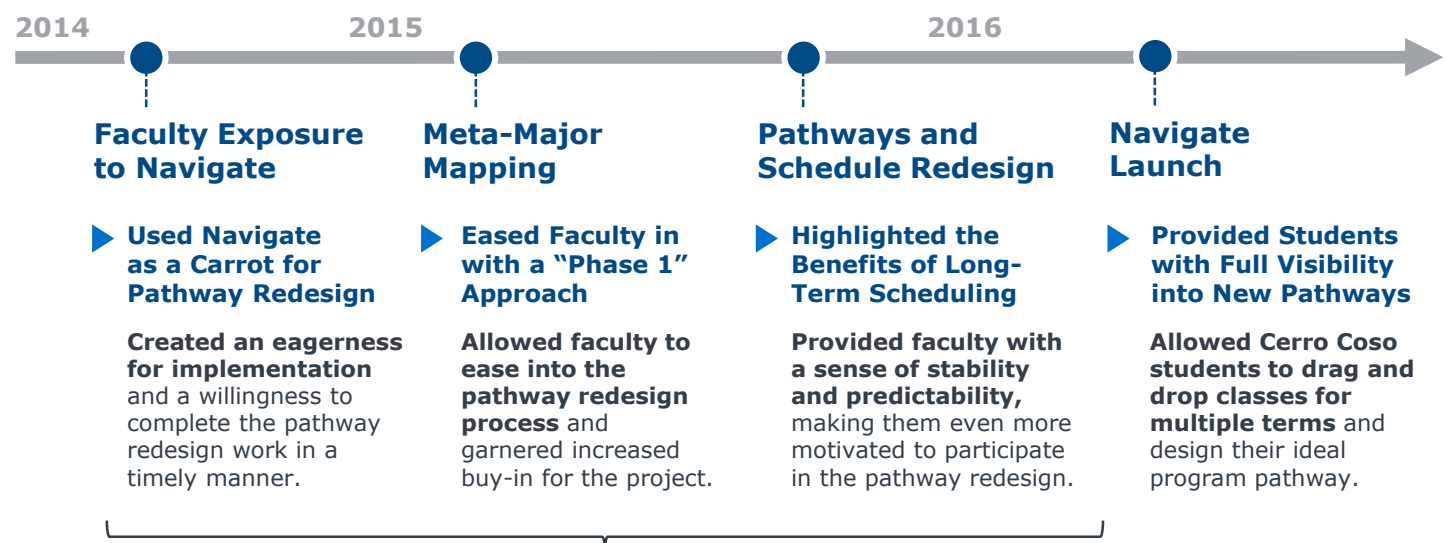 2014
2015
2016
Faculty Exposure
to Navigate
Used Navigate
as a Carrot for
Pathway Redesign
Created an eagerness
for implementation
and a willingness to
complete the pathway
redesign work in a
timely manner.
Meta-Major
Mapping
Eased Faculty in
with a “Phase 1”
Approach
Allowed faculty to
ease into the
pathway redesign
process and
garnered increased
buy-in for the project.
Pathways and
Schedule Redesign
Highlighted the
Benefits of Long-
Term Scheduling
Provided faculty with
a sense of stability
and predictability,
making them even more
motivated to participate
in the pathway redesign.
Navigate
Launch
Provided Students
with Full Visibility
into New Pathways
Allowed Cerro Coso
students to drag and
drop classes for
multiple terms and
design their ideal
program pathway.